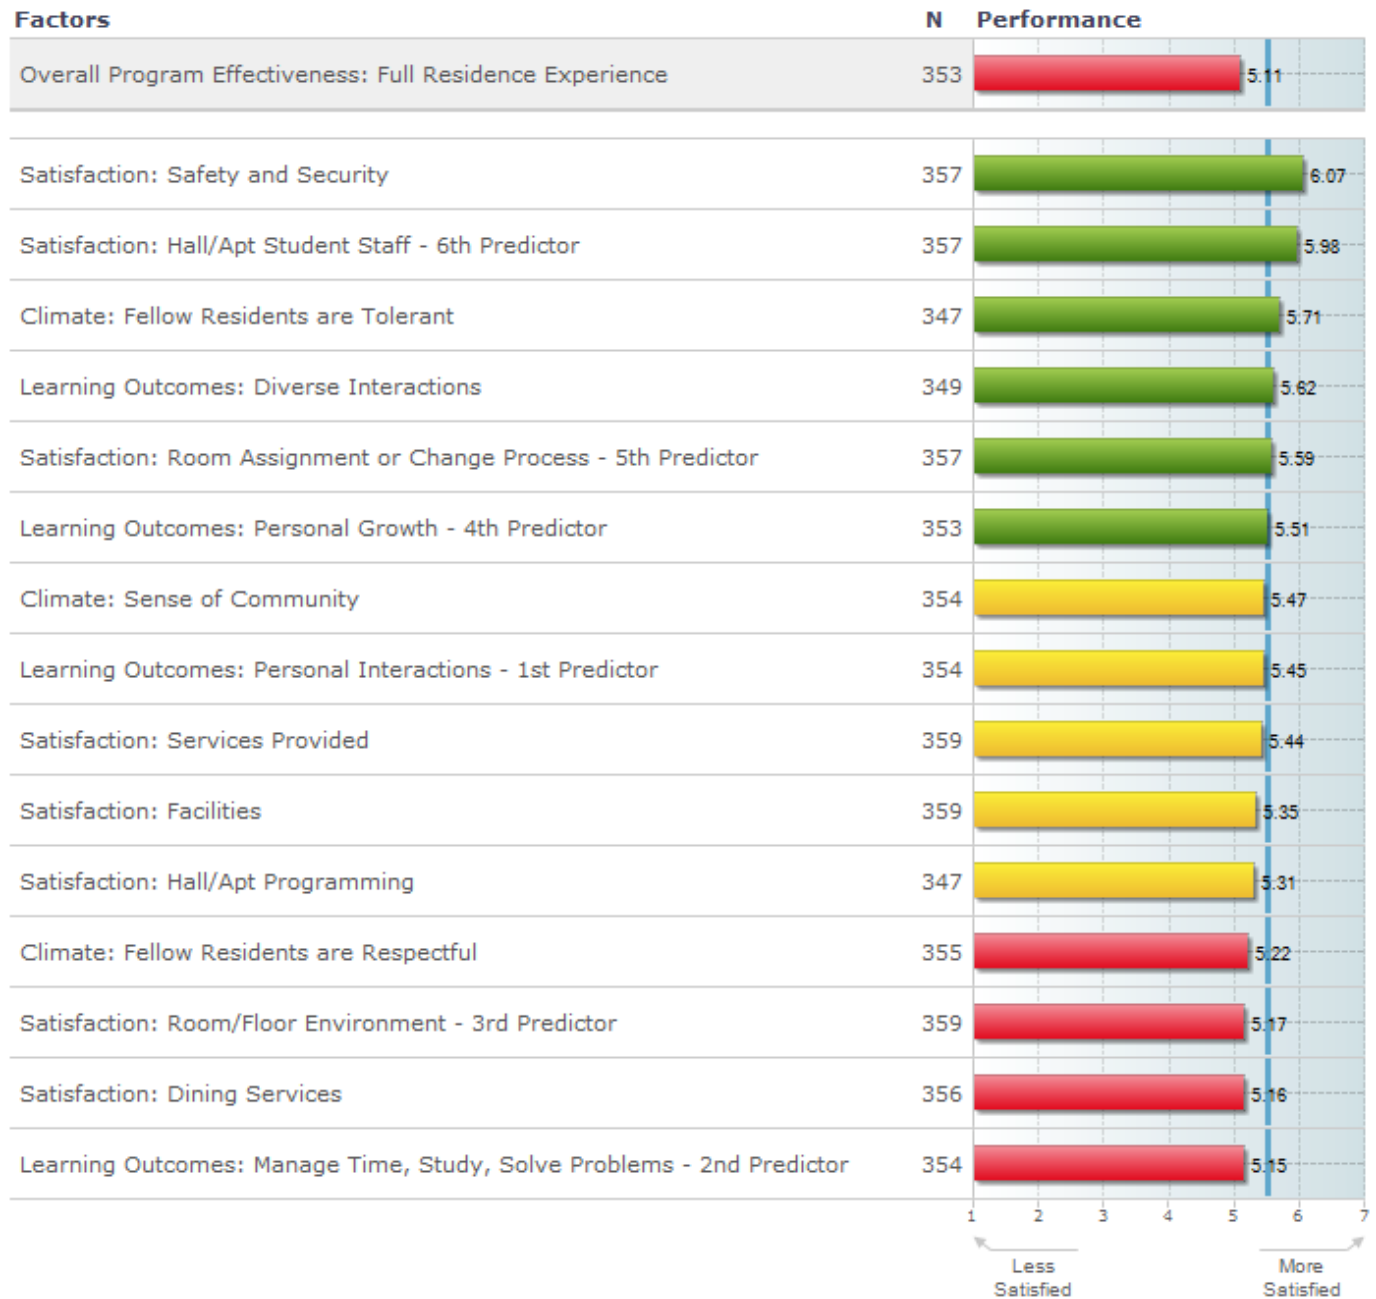 Factors N Performance
Overall Program Effectiveness: Full Residence Experience 353 5.11
Satisfaction: Safety and Security 357 6.07
Satisfaction: Hall/Apt Student Staff - 6th Predictor 357 5.98
Climate: Fellow Residents are Tolerant 347 5.71
Learning Outcomes: Diverse Interactions 349 5.62
Satisfaction: Room Assignment or Change Process - 5th Predictor 357 5.59
Learning Outcomes: Personal Growth - 4th Predictor 353 5.51
Climate: Sense of Community 354 5.47
Learning Outcomes: Personal Interactions - 1st Predictor 354 5.45
Satisfaction: Services Provided 359 5.44
Satisfaction: Facilities 359 5.35
Satisfaction: Hall/Apt Programming 347 5.31
Climate: Fellow Residents are Respectful 355 5.22
Satisfaction: Room/Floor Environment - 3rd Predictor 359 5.17
Satisfaction: Dining Services 356 5.16
Learning Outcomes: Manage Time, Study, Solve Problems - 2nd Predictor 354 5.15
1 2 3 4 5 6 7
Less More
Satisfied Satisfied